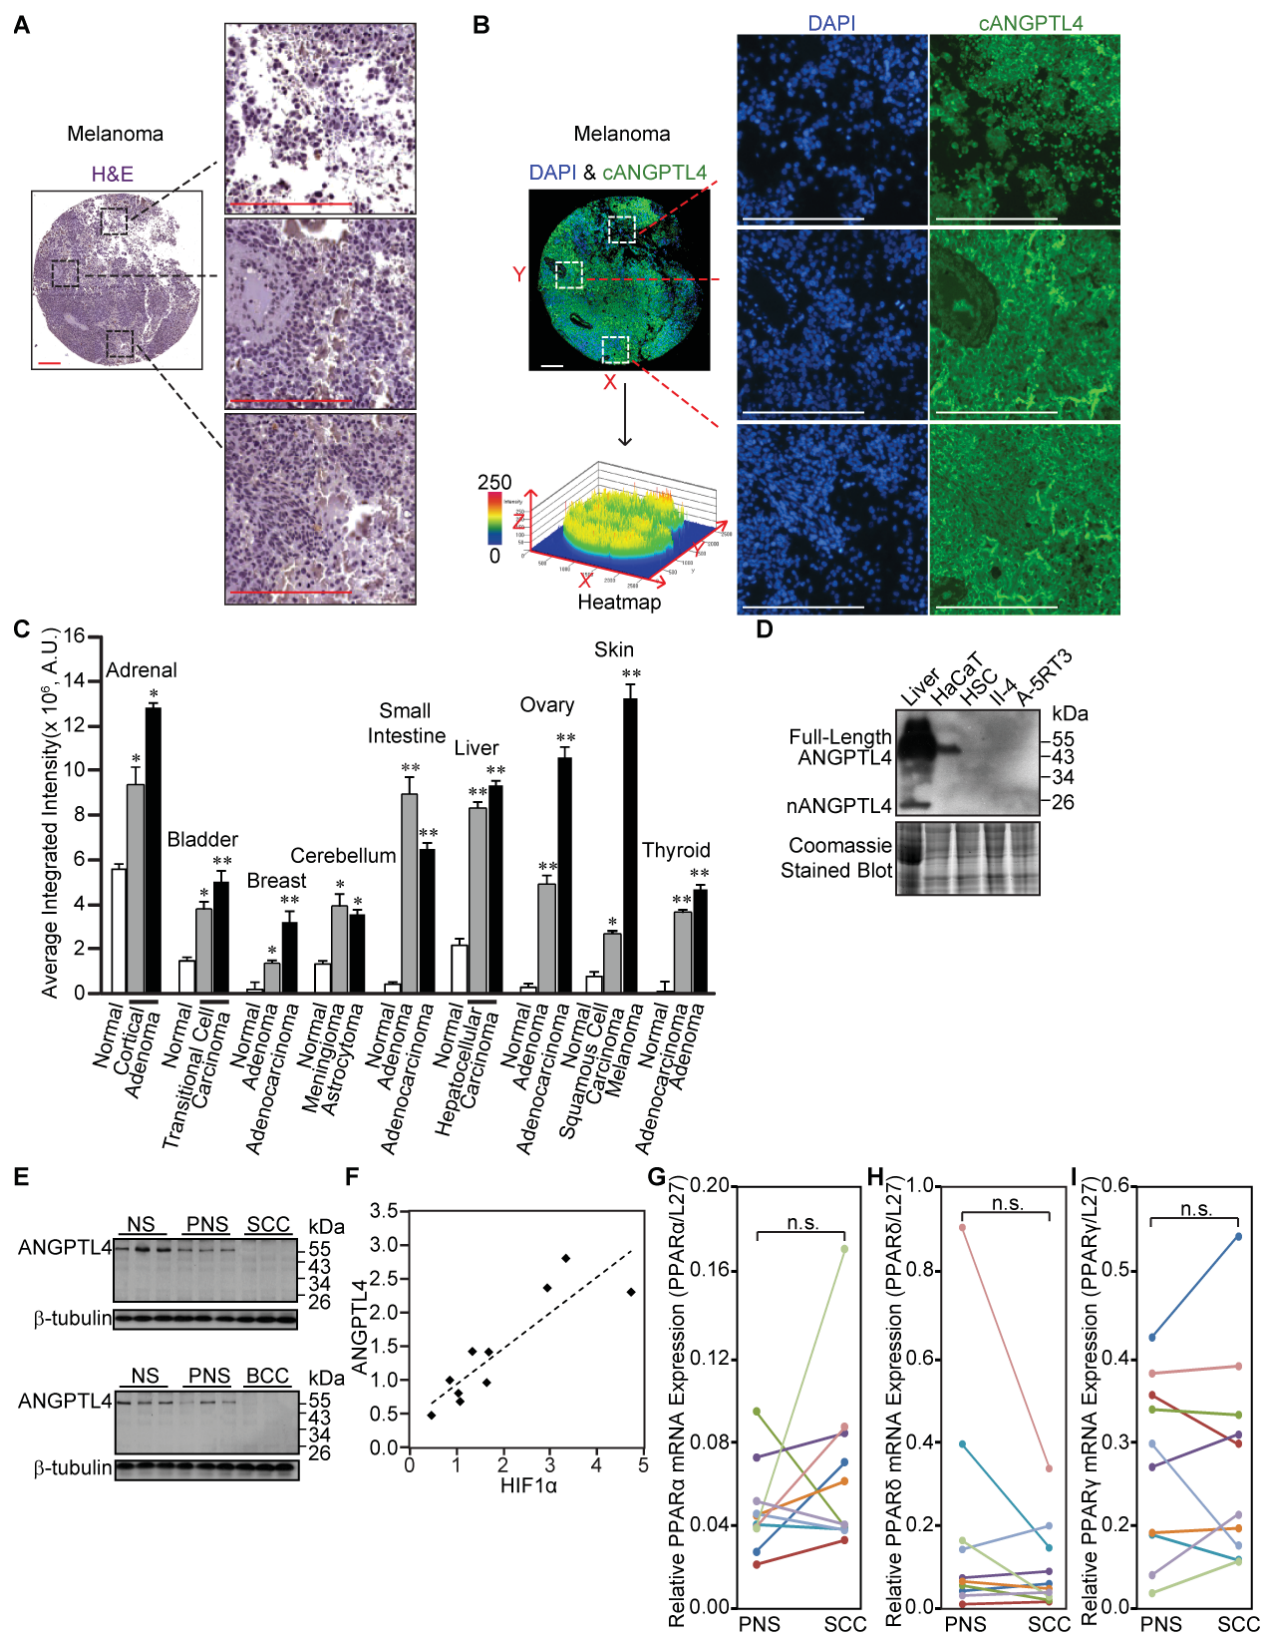 A
Melanoma
H&E
B
Melanoma
DAPI & cANGPTL4
Y
X
DAPI
cANGPTL4
250
0
Z
Intensity
X
Y
Heatmap
C
Average Integrated Intensity(x 10⁶, A.U.)
16
14
12
10
8
6
4
2
0
Adrenal
Bladder
Breast
Cerebellum
Small
Intestine
Liver
Ovary
Skin
Thyroid
* *
* **
* **
* *
** **
** **
** **
* **
** **
Normal
Cortical
Adenoma
Normal
Transitional Cell
Carcinoma
Normal
Adenoma
Adenocarcinoma
Normal
Meningioma
Astrocytoma
Normal
Adenoma
Adenocarcinoma
Normal
Hepatocellular
Carcinoma
Normal
Adenoma
Adenocarcinoma
Normal
Squamous Cell
Carcinoma
Melanoma
Normal
Adenocarcinoma
Adenoma
D
Liver
HaCaT
HSC
II-4
A-5RT3
kDa
Full-Length
ANGPTL4
nANGPTL4
55
43
34
26
Coomassie
Stained Blot
E
NS PNS SCC kDa
ANGPTL4
55
43
34
26
β-tubulin
NS PNS BCC kDa
ANGPTL4
55
43
34
26
β-tubulin
F
ANGPTL4
3.5
3.0
2.5
2.0
1.5
1.0
0.5
0.0
0 1 2 3 4 5
HIF1α
G
Relative PPARα mRNA Expression (PPARα/L27)
0.20
0.16
0.12
0.08
0.04
0.00
n.s.
PNS SCC
H
Relative PPARδ mRNA Expression (PPARδ/L27)
1.0
0.8
0.6
0.4
0.2
0.0
n.s.
PNS SCC
I
Relative PPARγ mRNA Expression (PPARγ/L27)
0.6
0.5
0.4
0.3
0.2
0.0
n.s.
PNS SCC